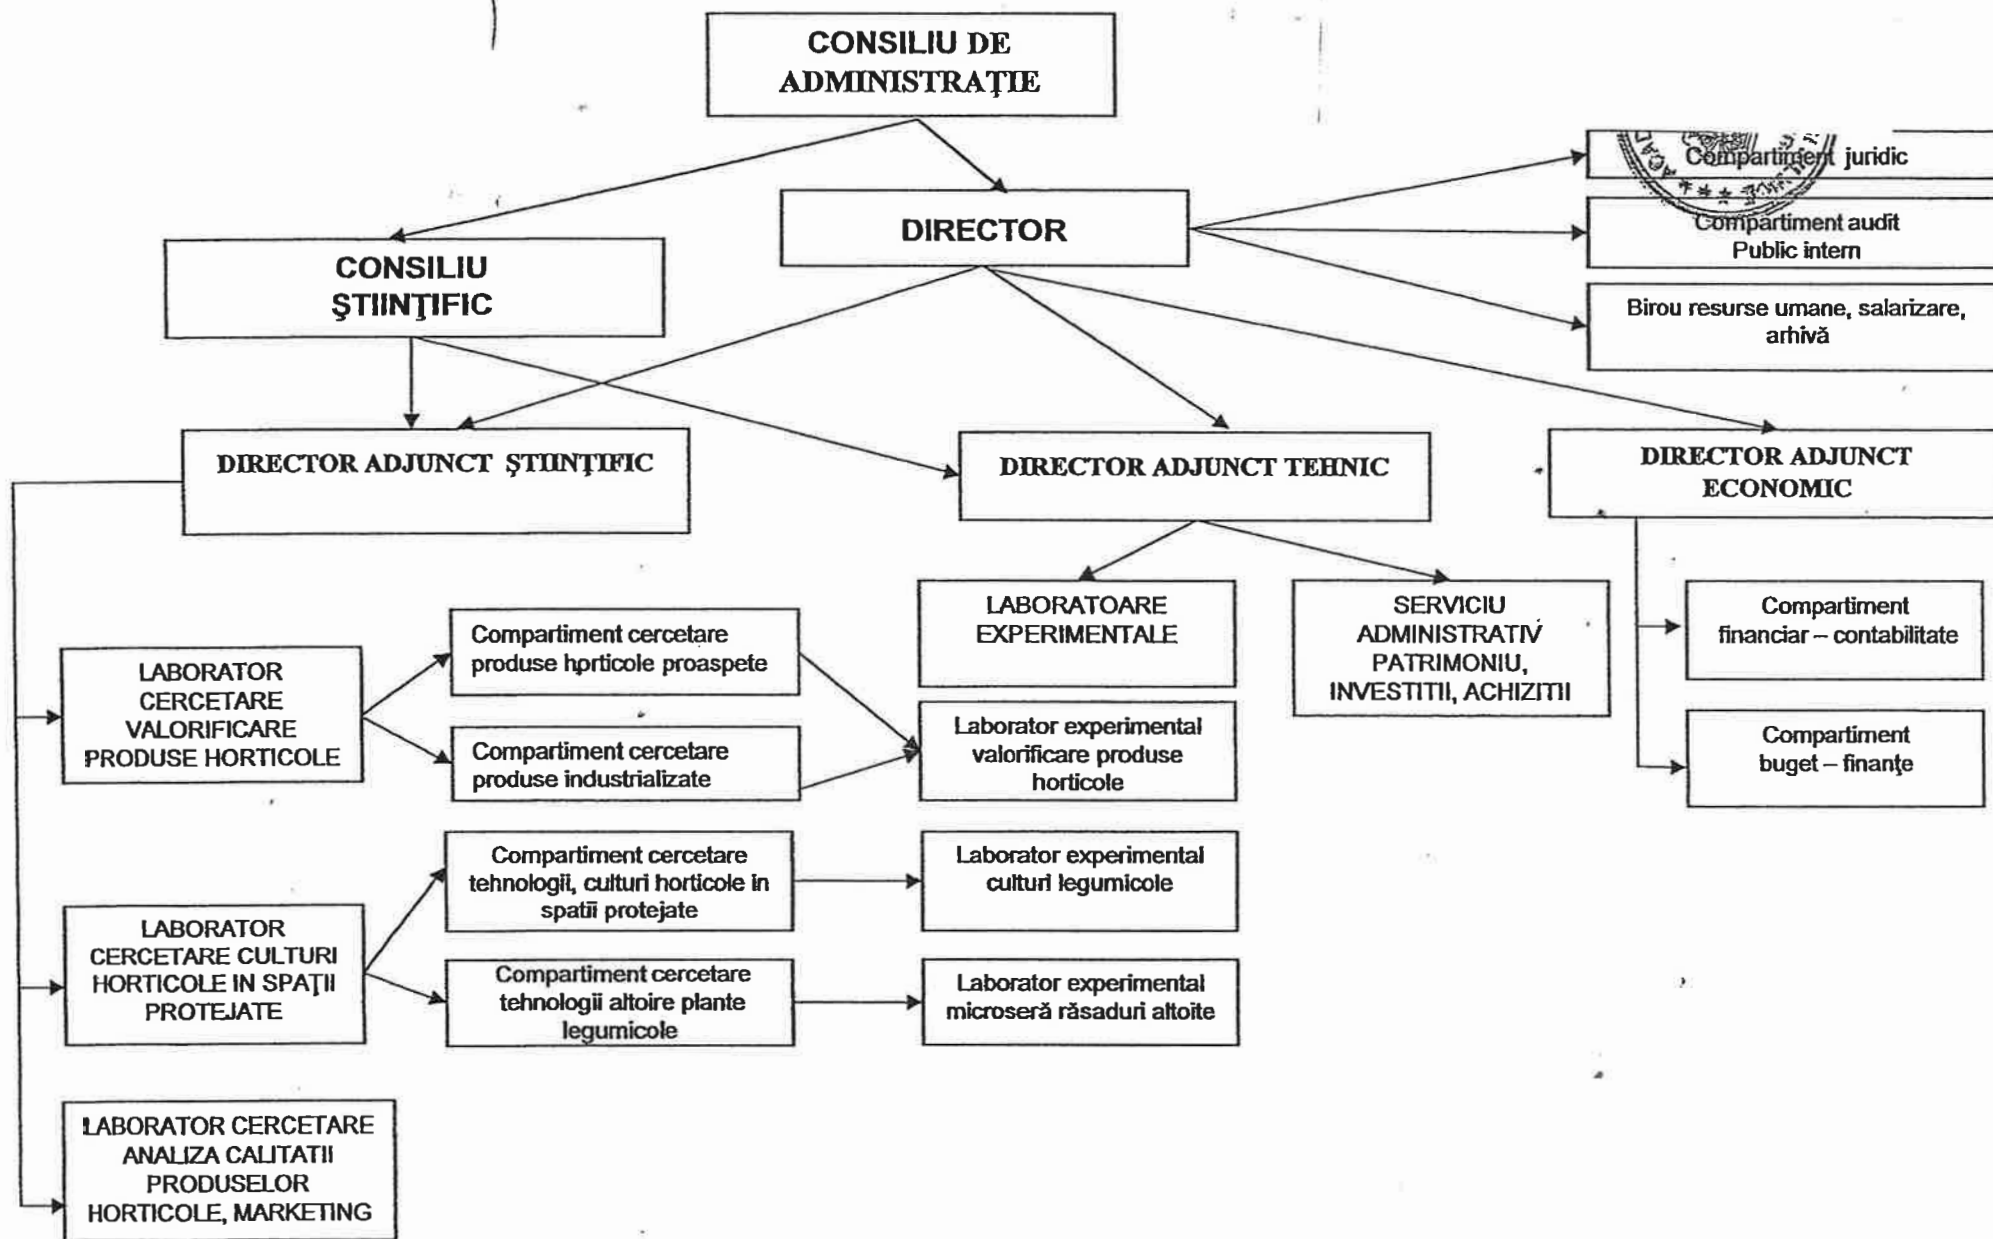 CONSILIU DE
ADMINISTRAŢIE
Compartiment juridic
DIRECTOR
Compartiment audit
Public intern
CONSILIU
ŞTIINŢIFIC
Birou resurse umane, salarizare,
arhivă
DIRECTOR ADJUNCT ŞTIINŢIFIC
DIRECTOR ADJUNCT TEHNIC
DIRECTOR ADJUNCT
ECONOMIC
LABORATOARE
EXPERIMENTALE
SERVICIU
ADMINISTRATIV
PATRIMONIU,
INVESTITII, ACHIZITII
Compartiment
financiar – contabilitate
Compartiment
buget – finanţe
LABORATOR
CERCETARE
VALORIFICARE
PRODUSE HORTICOLE
Compartiment cercetare
produse horticole proaspete
Compartiment cercetare
produse industrializate
Laborator experimental
valorificare produse
horticole
LABORATOR
CERCETARE CULTURI
HORTICOLE IN SPAŢII
PROTEJATE
Compartiment cercetare
tehnologii, culturi horticole in
spatii protejate
Laborator experimental
culturi legumicole
Compartiment cercetare
tehnologii altoire plante
legumicole
Laborator experimental
microseră răsaduri altoite
LABORATOR CERCETARE
ANALIZA CALITATII
PRODUSELOR
HORTICOLE, MARKETING